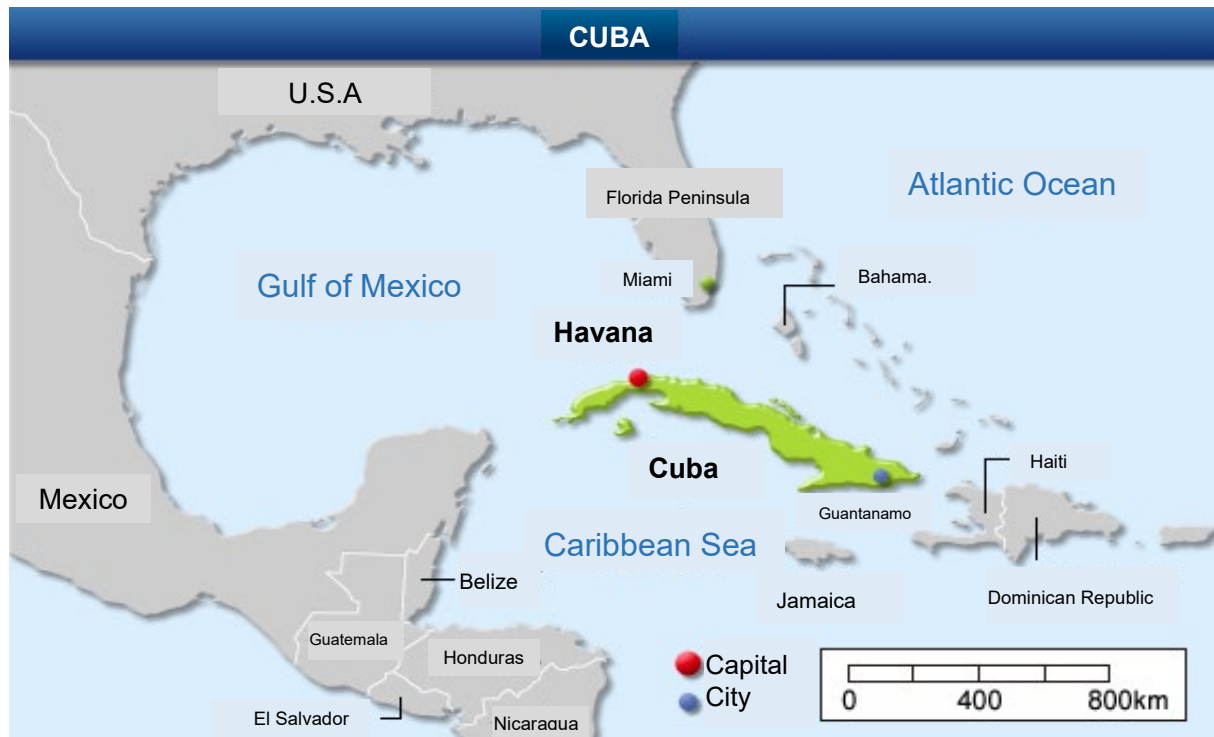 CUBA
U.S.A
Atlantic Ocean
Florida Peninsula
Gulf of Mexico
Miami
Bahama.
Havana
Cuba
Haiti
Mexico
Guantanamo
Caribbean Sea
Belize
Jamaica
Dominican Republic
Guatemala
Honduras
Capital
City
0 400 800km
El Salvador
Nicaragua